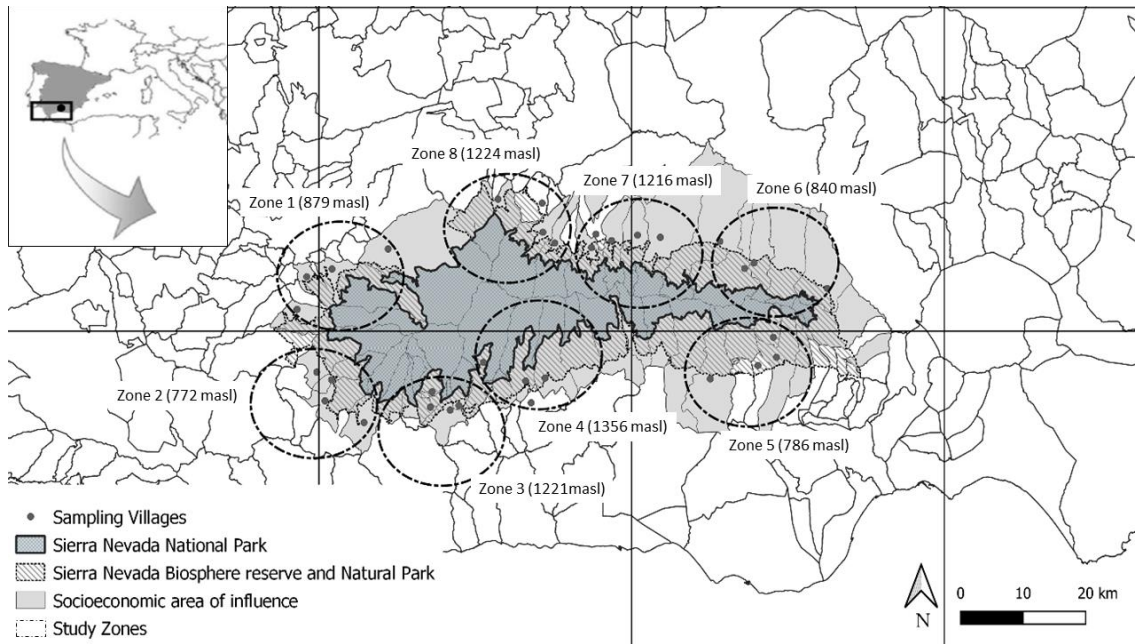 Zone 8 (1224 masl)
Zone 7 (1216 masl)
Zone 6 (840 masl)
Zone 1 (879 masl)
Zone 2 (772 masl)
Zone 4 (1356 masl)
Zone 5 (786 masl)
Zone 3 (1221masl)
Sampling Villages
Sierra Nevada National Park
Sierra Nevada Biosphere reserve and Natural Park
Socioeconomic area of influence
Study Zones
N
0 10 20 km